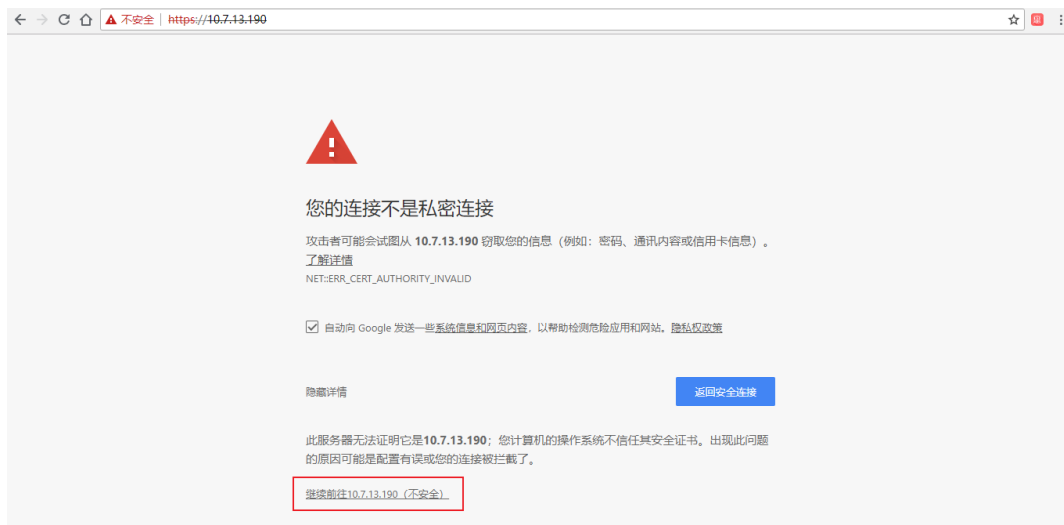 不安全 | https://10.7.13.190
您的连接不是私密连接
攻击者可能会试图从 10.7.13.190 窃取您的信息（例如：密码、通讯内容或信用卡信息）。
了解详情
NET::ERR_CERT_AUTHORITY_INVALID
自动向 Google 发送一些系统信息和网页内容，以帮助检测危险应用和网站。隐私权政策
隐藏详情
返回安全连接
此服务器无法证明它是10.7.13.190；您计算机的操作系统不信任其安全证书。出现此问题
的原因可能是配置有误或您的连接被拦截了。
继续前往10.7.13.190（不安全）